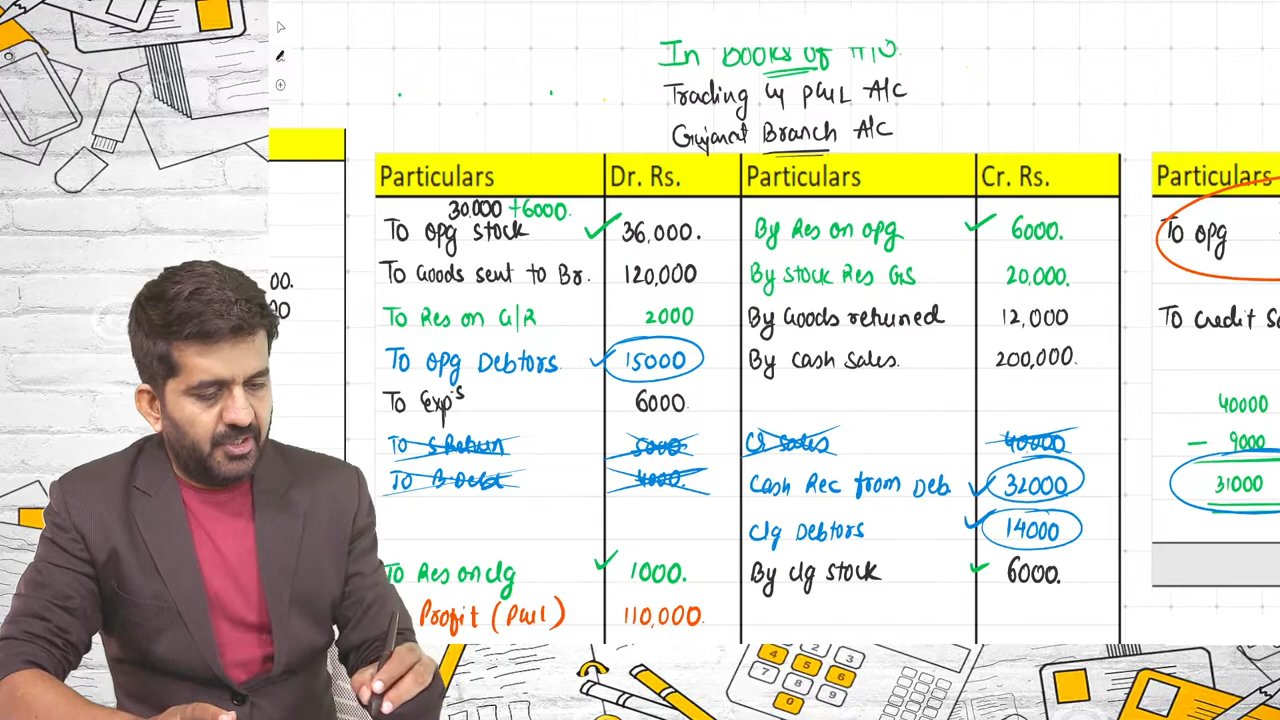 In Books of H/O.
Trading & P&L A/C
Gujarat Branch A/C
Particulars Dr. Rs. Particulars Cr. Rs.
30,000 +6000.
To opg stock 36,000. By Res on opg 6000.
To Goods sent to Br. 120,000 By Stock Res GS 20,000.
To Res on G/R 2000 By Goods returned 12,000
To opg Debtors. 15000 By Cash Sales. 200,000.
To Exp's 6000.
To S Return 5000 Cr Sales 40000
To B Debt 4000. Cash Rec from Deb. 32000
Clg Debtors 14000
To Res on clg 1000. By clg stock 6000.
Profit (P&L) 110,000.
00.
Particulars
To opg
To Credit Sa
40000
- 9000
31000